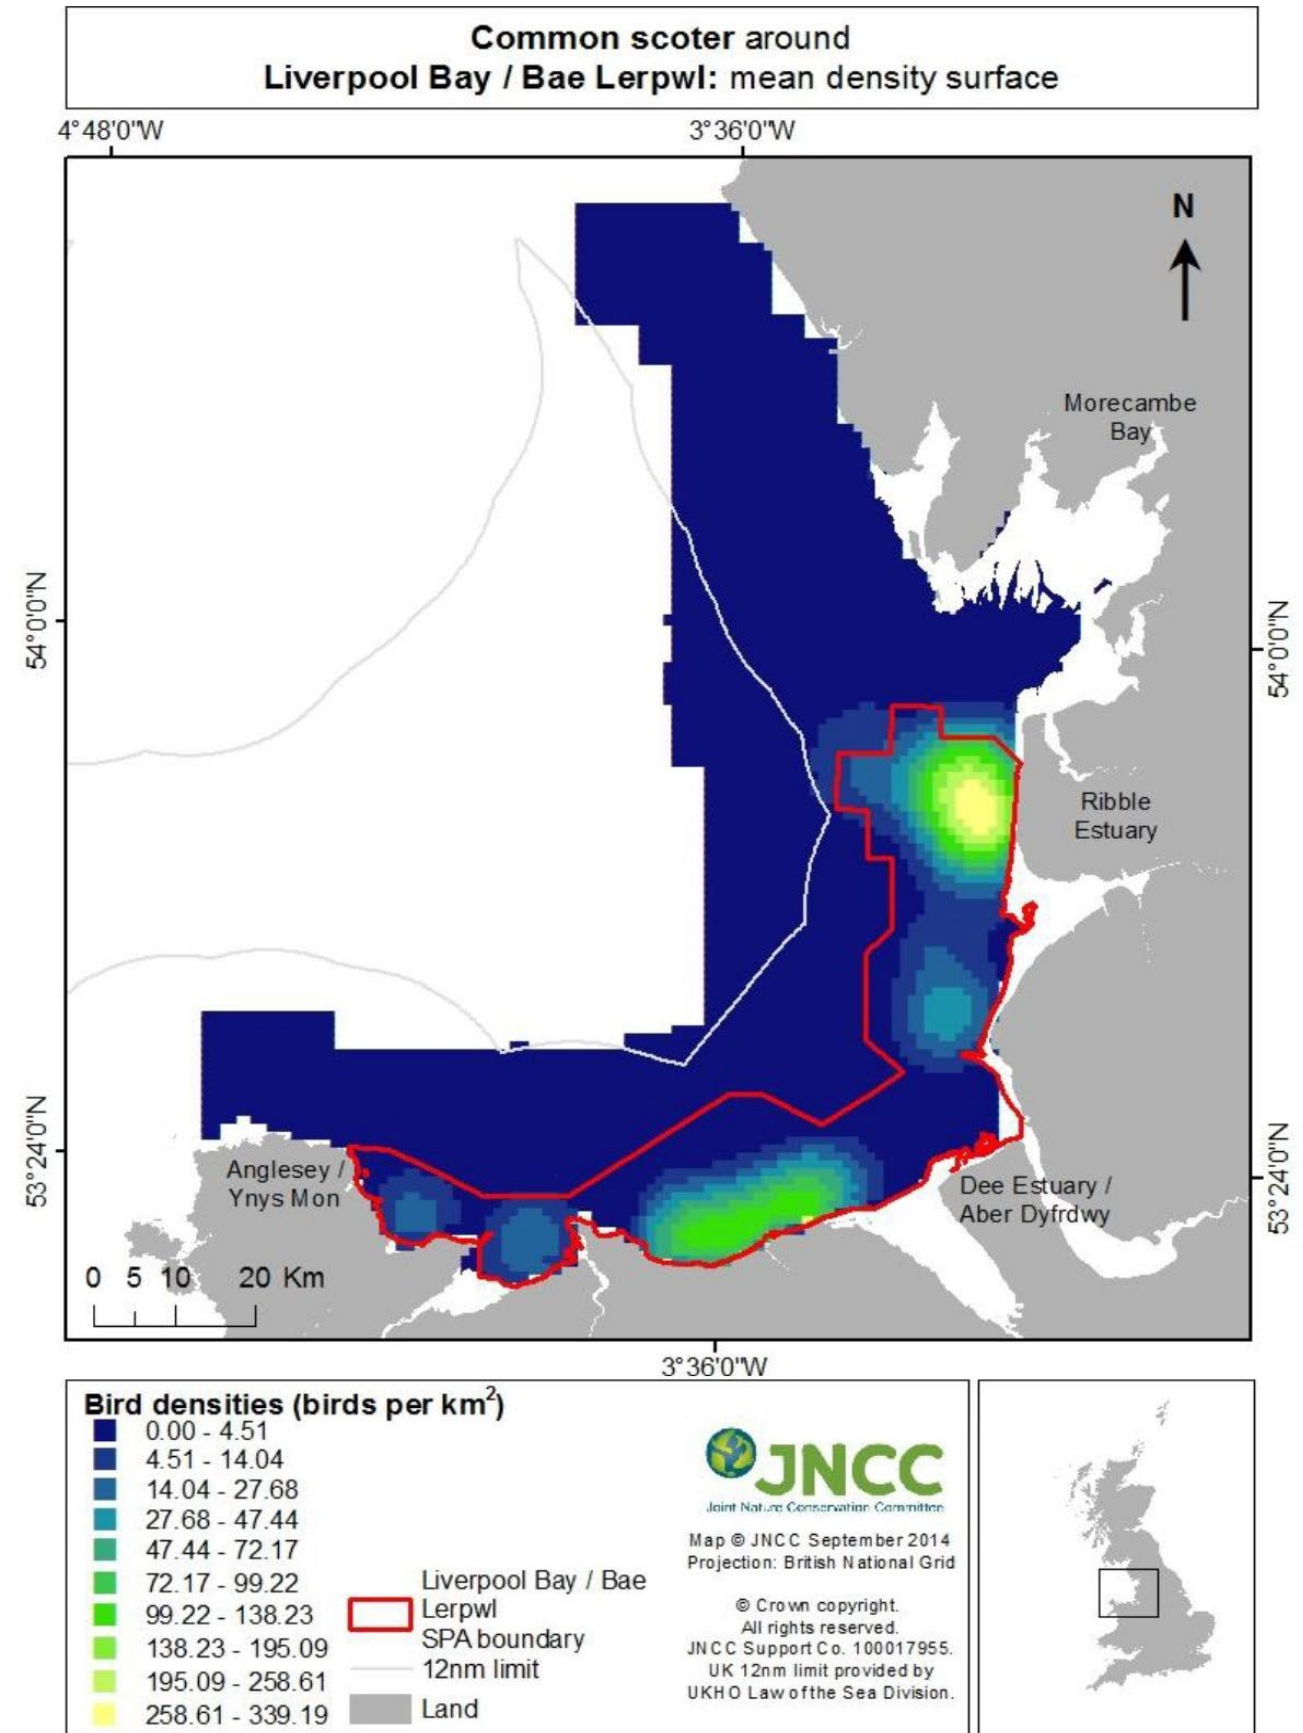 Common scoter around
Liverpool Bay / Bae Lerpwl: mean density surface
4°48'0"W
3°36'0"W
N
Morecambe
Bay
54°0'0"N
54°0'0"N
Ribble
Estuary
53°24'0"N
53°24'0"N
Anglesey /
Ynys Mon
Dee Estuary /
Aber Dyfrdwy
0 5 10 20 Km
3°36'0"W
Bird densities (birds per km²)
0.00 - 4.51
4.51 - 14.04
14.04 - 27.68
27.68 - 47.44
47.44 - 72.17
72.17 - 99.22
99.22 - 138.23
138.23 - 195.09
195.09 - 258.61
258.61 - 339.19
Liverpool Bay / Bae
Lerpwl
SPA boundary
12nm limit
Land
JNCC
Joint Nature Conservation Committee
Map © JNCC September 2014
Projection: British National Grid
© Crown copyright.
All rights reserved.
JNCC Support Co. 100017955.
UK 12nm limit provided by
UKHO Law of the Sea Division.